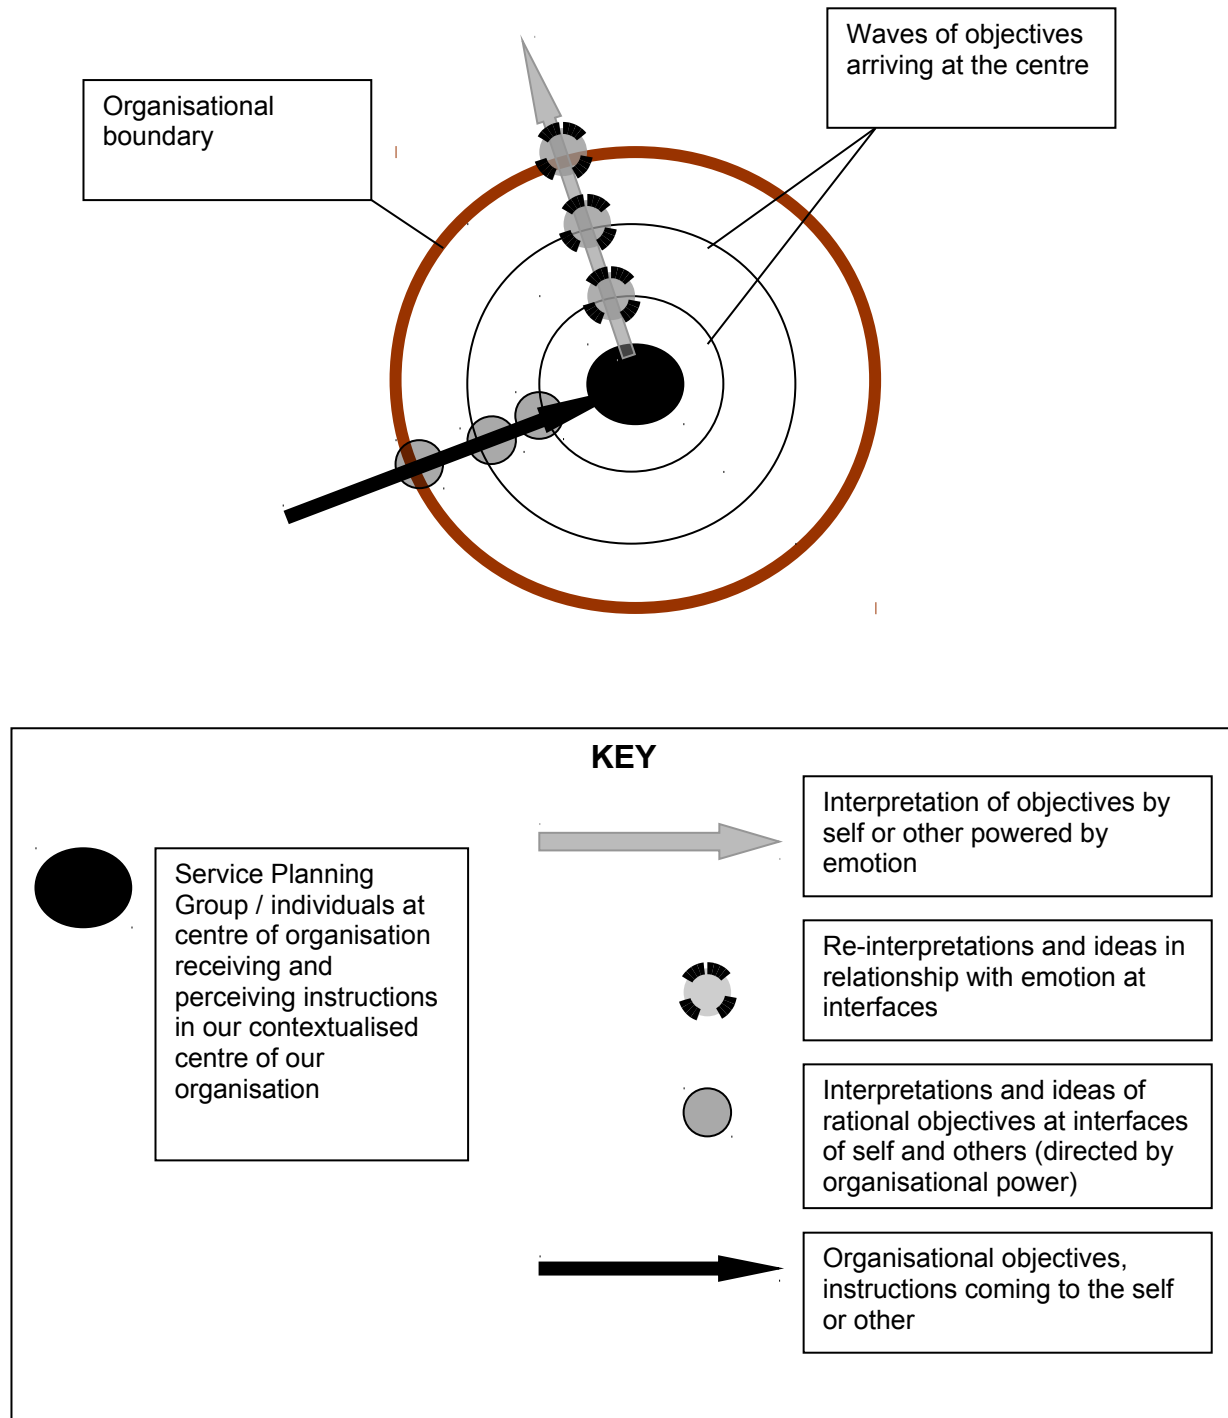 Waves of objectives
arriving at the centre
Organisational
boundary
KEY
Interpretation of objectives by
self or other powered by
emotion
Service Planning
Group / individuals at
centre of organisation
receiving and
perceiving instructions
in our contextualised
centre of our
organisation
Re-interpretations and ideas in
relationship with emotion at
interfaces
Interpretations and ideas of
rational objectives at interfaces
of self and others (directed by
organisational power)
Organisational objectives,
instructions coming to the self
or other